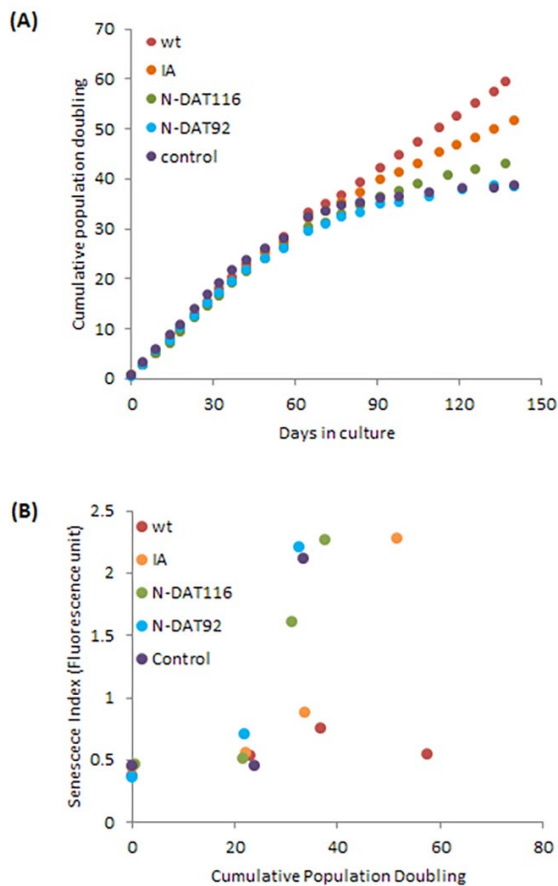 (A)
wt
IA
N-DAT116
N-DAT92
control
Cumulative population doubling
70
60
50
40
30
20
10
0
0 30 60 90 120 150
Days in culture
(B)
wt
IA
N-DAT116
N-DAT92
Control
Senescece Index (Fluorescence unit)
2.5
2
1.5
1
0.5
0
0 20 40 60 80
Cumulative Population Doubling